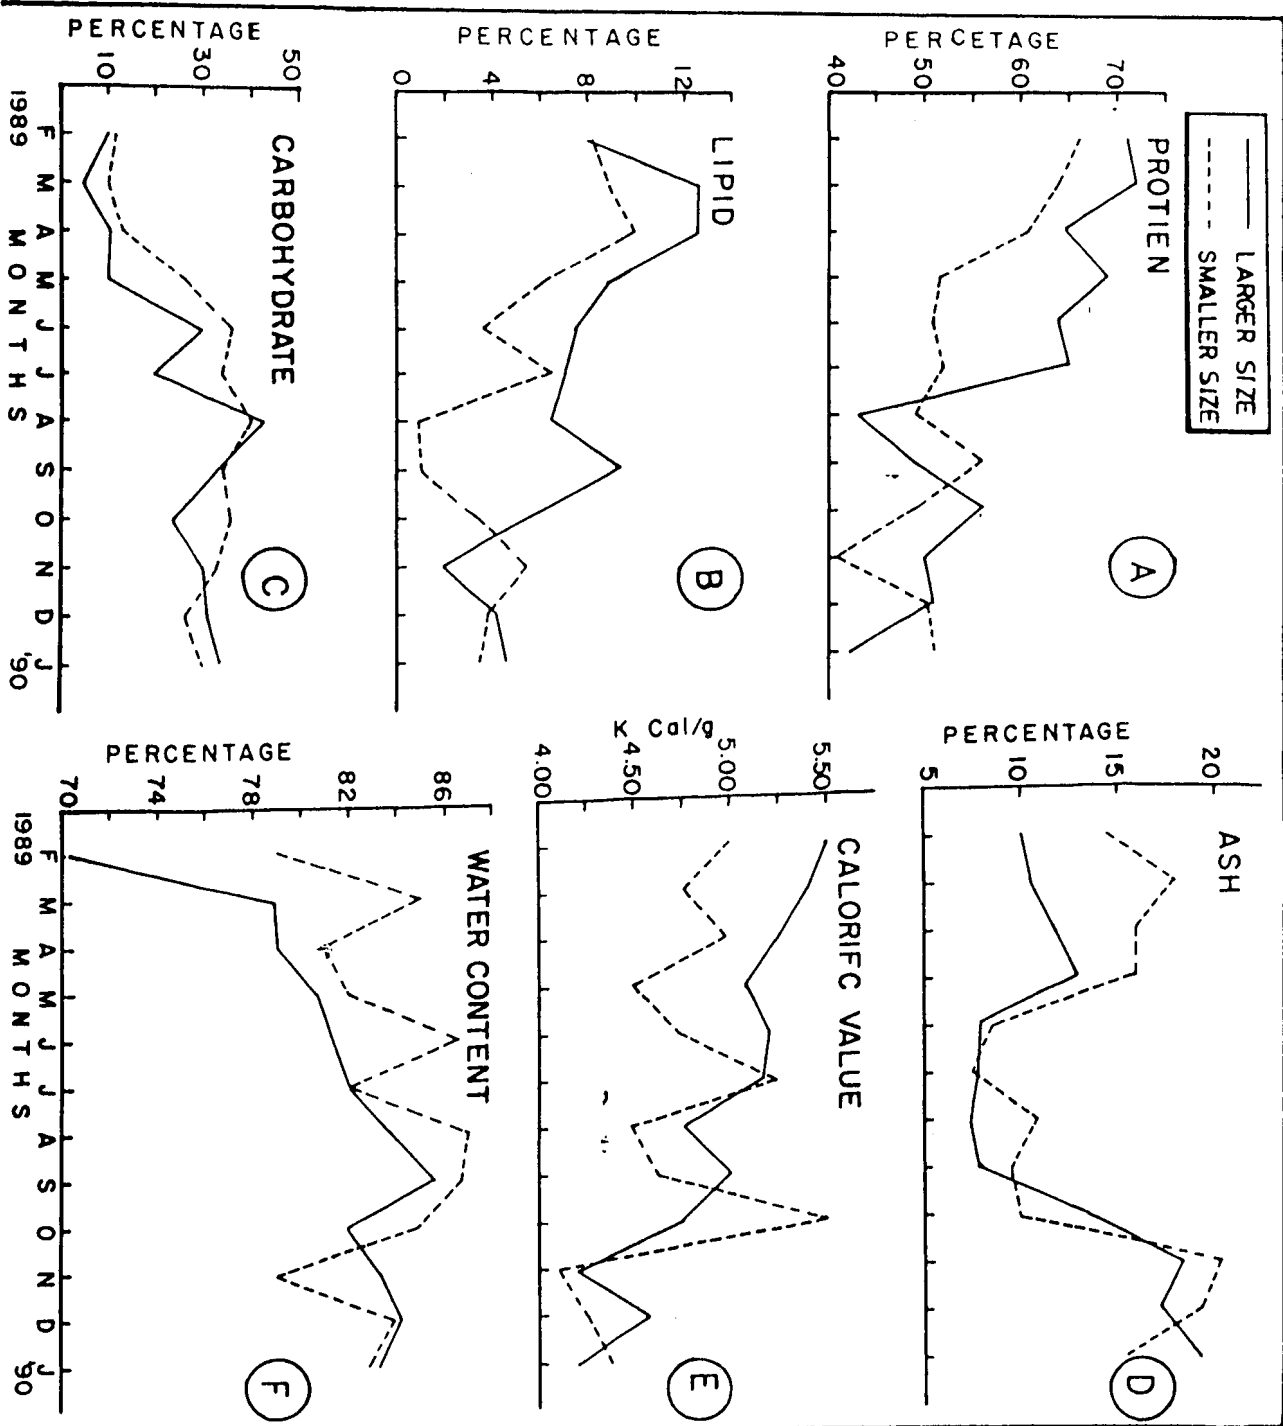 LARGER SIZE
SMALLER SIZE
PERCETAGE
40 50 60 70
PROTIEN
A
PERCENTAGE
0 4 8 12
LIPID
B
PERCENTAGE
10 30 50
CARBOHYDRATE
C
1989 F M A M J J A S O N D J '90
MONTHS
PERCENTAGE
5 10 15 20
ASH
D
K Cal/g
4.00 4.50 5.00 5.50
CALORIFC VALUE
E
PERCENTAGE
70 74 78 82 86
WATER CONTENT
F
1989 F M A M J J A S O N D J '90
MONTHS